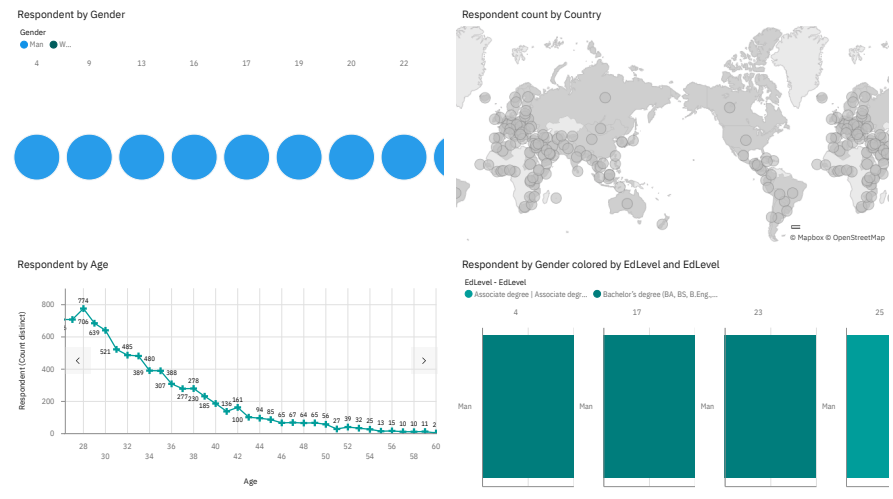 Respondent by Gender
Gender
Man W...
4 9 13 16 17 19 20 22
Respondent count by Country
© Mapbox © OpenStreetMap
Respondent by Age
Respondent (Count distinct)
800
600
400
200
0
774
706
639
521
485
480
389
388
307
278
277
230
185
136
161
100
94
85
65
67
64
65
56
27
39
32
25
13
15
10
10
11
28 32 36 40 44 48 52 56 60
30 34 38 42 46 50 54 58
Age
Respondent by Gender colored by EdLevel and EdLevel
EdLevel - EdLevel
Associate degree | Associate degr... Bachelor's degree (BA, BS, B.Eng.,...
4 17 23 25
Man Man Man Man